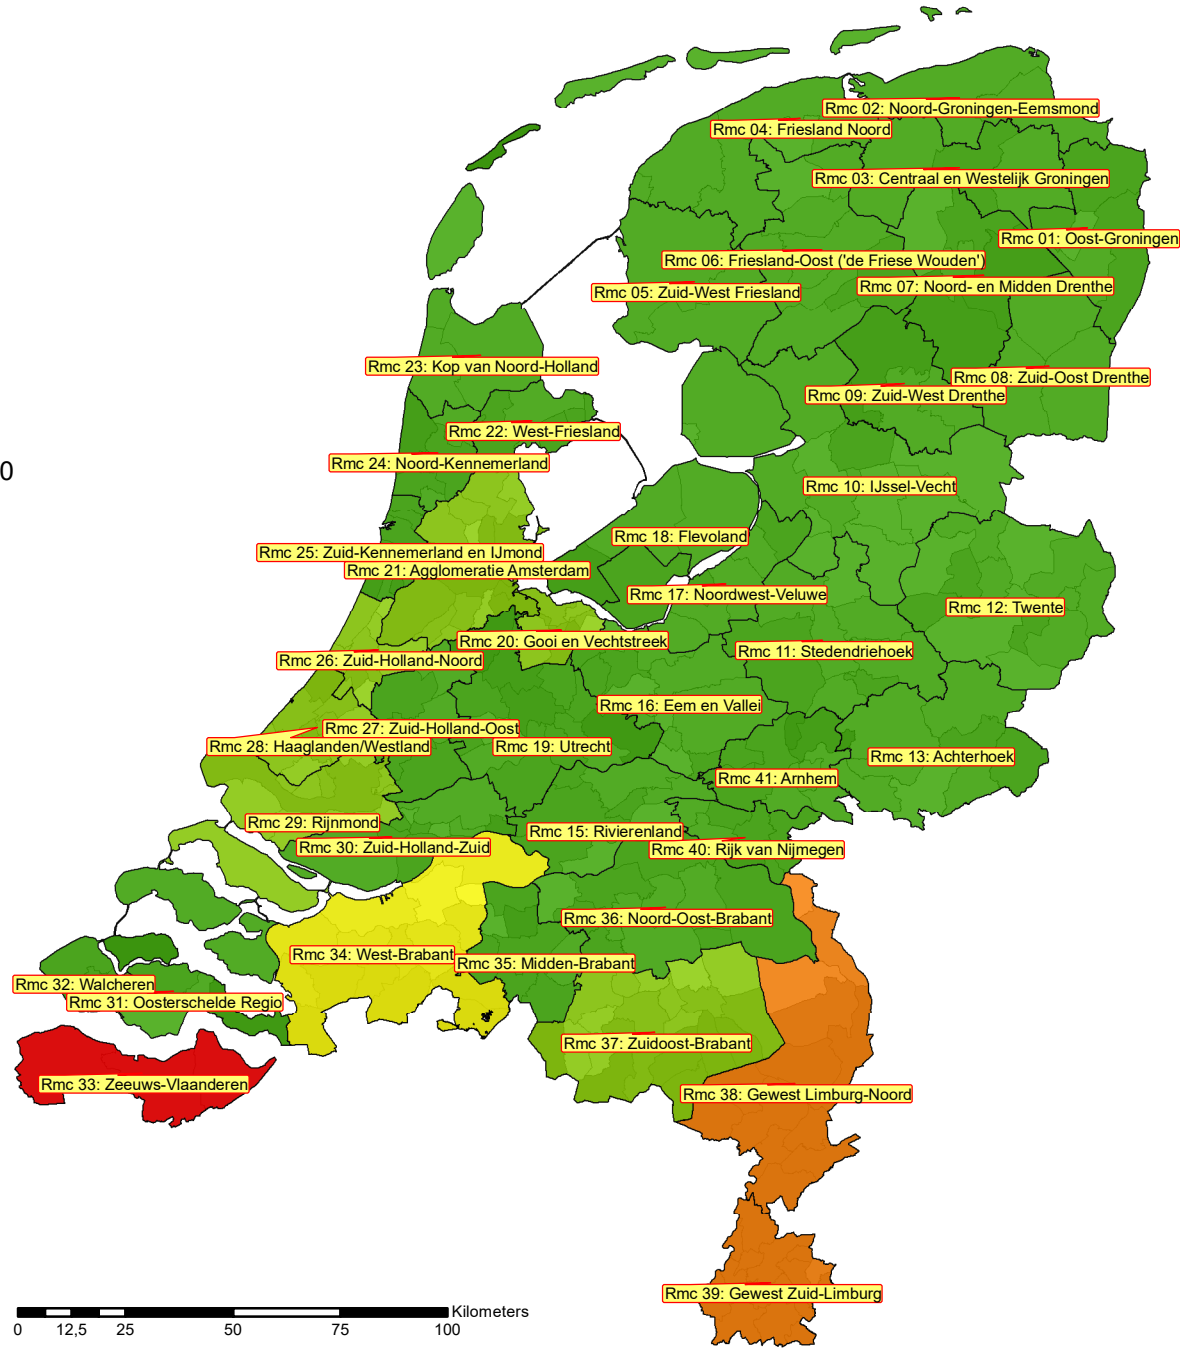 Rmc 02: Noord-Groningen-Eemsmond
Rmc 04: Friesland Noord
Rmc 03: Centraal en Westelijk Groningen
Rmc 01: Oost-Groningen
Rmc 06: Friesland-Oost ('de Friese Wouden')
Rmc 07: Noord- en Midden Drenthe
Rmc 05: Zuid-West Friesland
Rmc 23: Kop van Noord-Holland
Rmc 08: Zuid-Oost Drenthe
Rmc 09: Zuid-West Drenthe
Rmc 22: West-Friesland
Rmc 24: Noord-Kennemerland
0
Rmc 10: IJssel-Vecht
Rmc 18: Flevoland
Rmc 25: Zuid-Kennemerland en IJmond
Rmc 21: Agglomeratie Amsterdam
Rmc 17: Noordwest-Veluwe
Rmc 12: Twente
Rmc 20: Gooi en Vechtstreek
Rmc 11: Stedendriehoek
Rmc 26: Zuid-Holland-Noord
Rmc 16: Eem en Vallei
Rmc 27: Zuid-Holland-Oost
Rmc 28: Haaglanden/Westland
Rmc 19: Utrecht
Rmc 13: Achterhoek
Rmc 41: Arnhem
Rmc 29: Rijnmond
Rmc 15: Rivierenland
Rmc 30: Zuid-Holland-Zuid
Rmc 40: Rijk van Nijmegen
Rmc 36: Noord-Oost-Brabant
Rmc 34: West-Brabant
Rmc 35: Midden-Brabant
Rmc 32: Walcheren
Rmc 31: Oosterschelde Regio
Rmc 37: Zuidoost-Brabant
Rmc 33: Zeeuws-Vlaanderen
Rmc 38: Gewest Limburg-Noord
Rmc 39: Gewest Zuid-Limburg
Kilometers
0 12,5 25 50 75 100